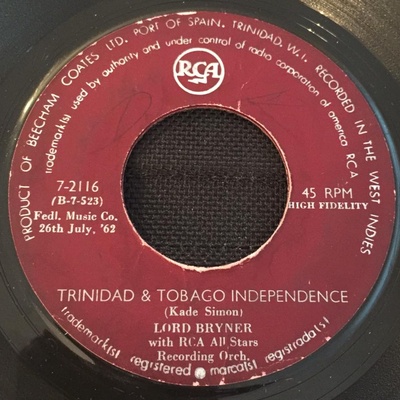 PRODUCT OF BEECHAM COATES LTD. PORT OF SPAIN, TRINIDAD, W.I. RECORDED IN THE WEST INDIES
trademark(s) used by authority and under control of radio corporation of america RCA
RCA
7-2116
(B-7-523)
Fedl. Music Co.
26th July, '62
45 RPM
HIGH FIDELITY
TRINIDAD & TOBAGO INDEPENDENCE
(Kade Simon)
LORD BRYNER
with RCA All Stars
Recording Orch.
trademark(s) registered marca(s) registrada(s)